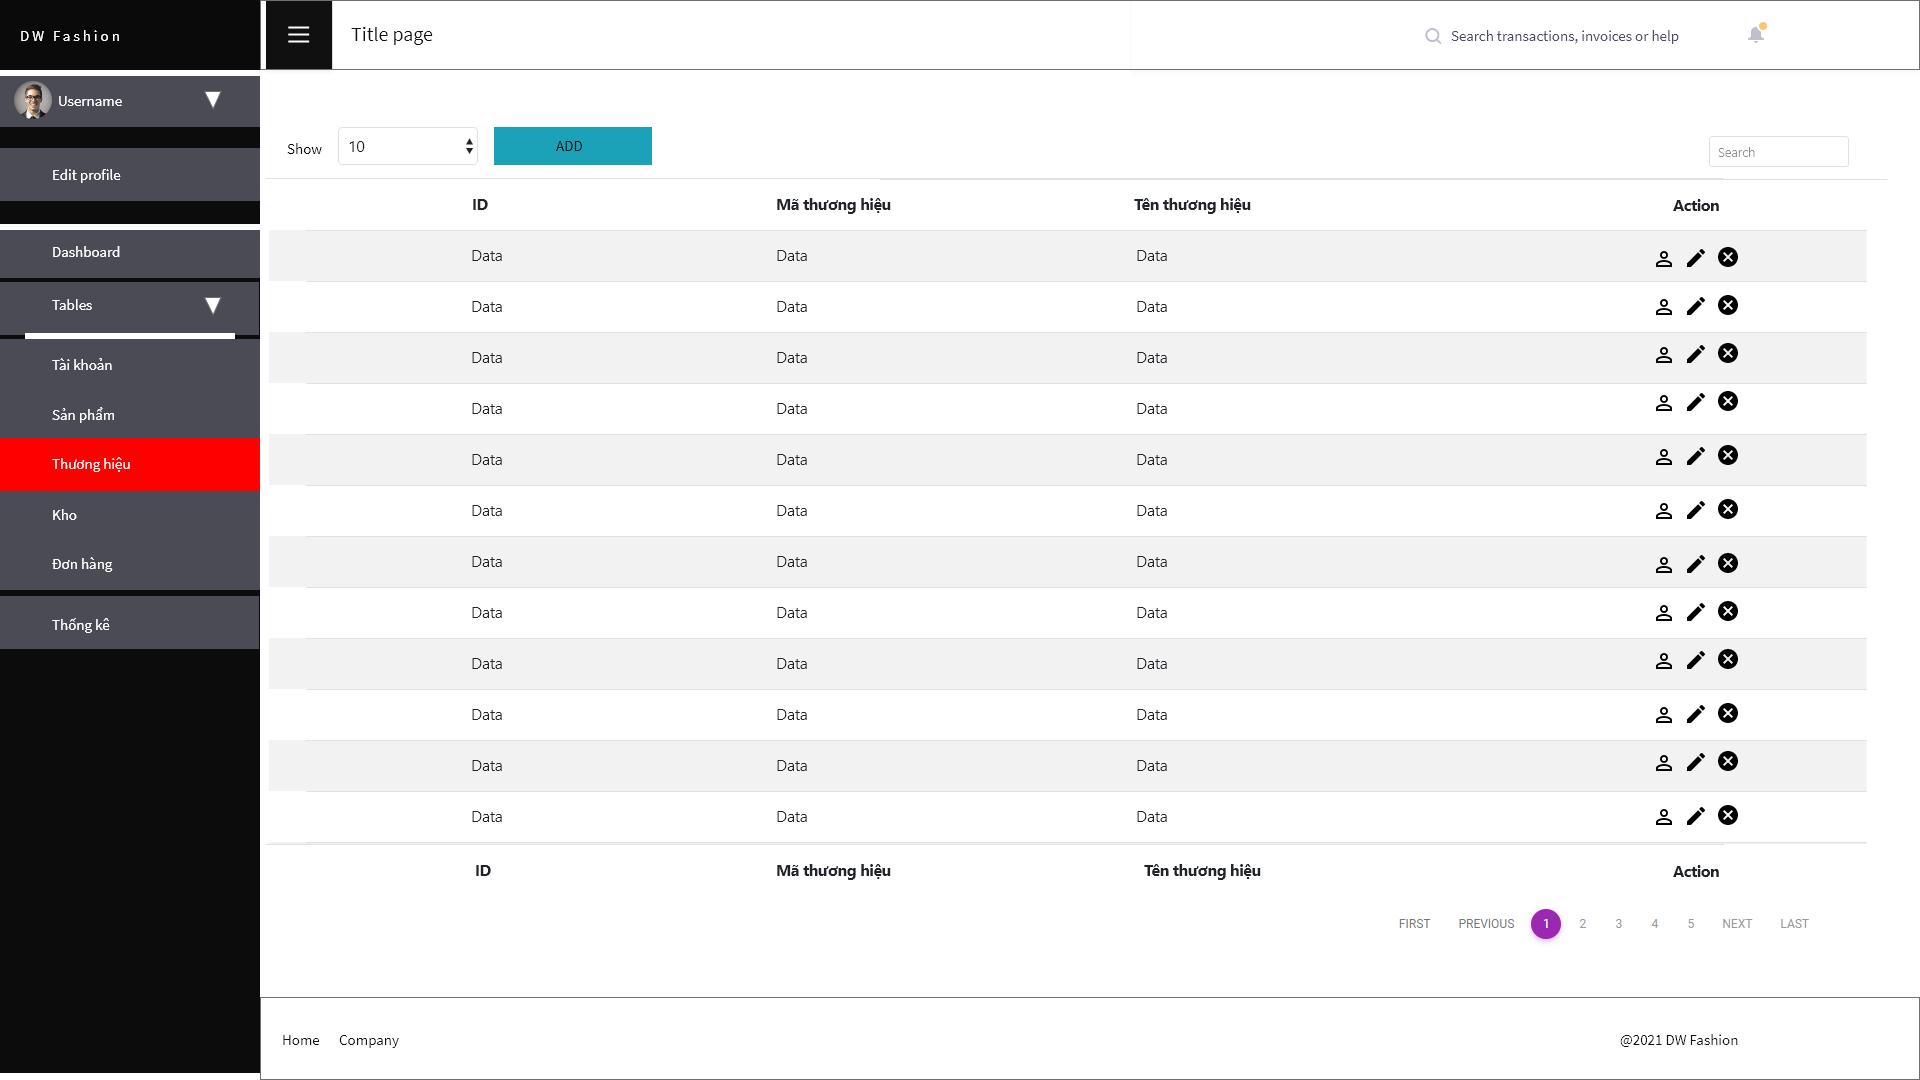 DW Fashion
Title page
Search transactions, invoices or help
Username
Edit profile
Dashboard
Tables
Tài khoản
Sản phẩm
Thương hiệu
Kho
Đơn hàng
Thống kê
Show 10 ADD Search
ID Mã thương hiệu Tên thương hiệu Action
Data Data Data
Data Data Data
Data Data Data
Data Data Data
Data Data Data
Data Data Data
Data Data Data
Data Data Data
Data Data Data
Data Data Data
Data Data Data
Data Data Data
ID Mã thương hiệu Tên thương hiệu Action
FIRST PREVIOUS 1 2 3 4 5 NEXT LAST
Home Company @2021 DW Fashion